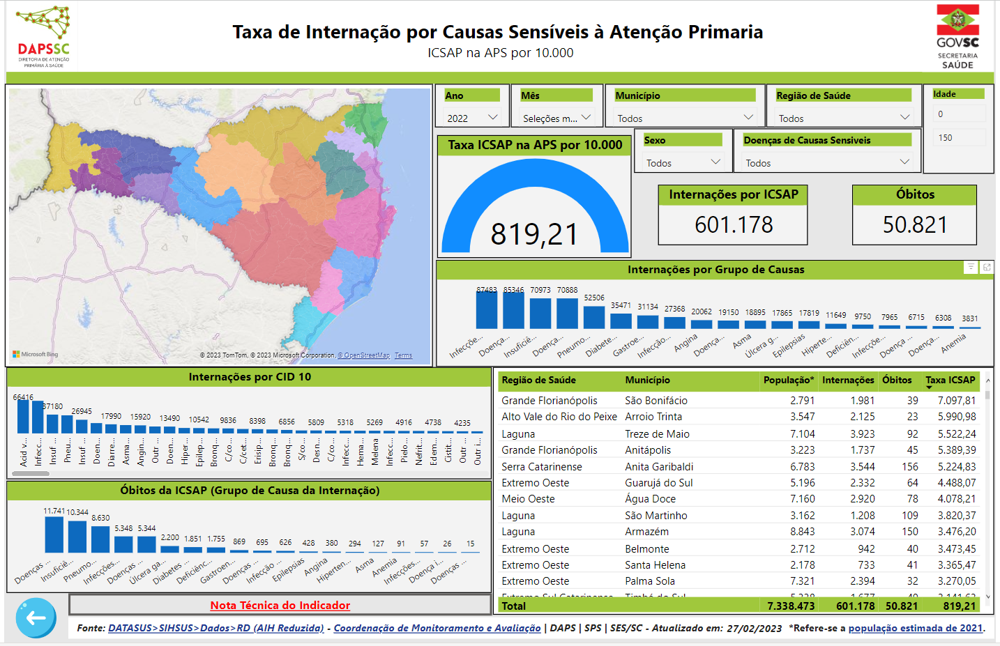 DAPSSC
DIRETORIA DE ATENÇÃO
PRIMÁRIA À SAÚDE
Taxa de Internação por Causas Sensíveis à Atenção Primaria
ICSAP na APS por 10.000
GOVSC
SECRETARIA
SAÚDE
Ano
2022
Mês
Seleções m...
Município
Todos
Região de Saúde
Todos
Idade
0
150
Sexo
Todos
Doenças de Causas Sensiveis
Todos
Taxa ICSAP na APS por 10.000
819,21
Internações por ICSAP
601.178
Óbitos
50.821
Microsoft Bing
© 2023 TomTom, © 2023 Microsoft Corporation, © OpenStreetMap Terms
Internações por Grupo de Causas
87483 85346 70973 70888 52506 35471 31134 27368 20062 19150 18895 17865 17819 11649 9750 7965 6715 6308 3831
Infecçõe... Doença... Insuficiê... Doença... Pneumo... Diabete... Gastroe... Infecção... Angina Doença... Asma Úlcera g... Epilepsias Hiperte... Deficiên... Infecçõe... Doença ... Doença... Anemia
Internações por CID 10
66416 37180 26945 17990 15920 13490 10542 9836 8398 6856 5809 5318 5269 4916 4738 4235
Acid v... Infecc... Insuf ... Pneu... Insuf ... Doen... Diarre... Asma... Angin... Outr ... Doen... Hiper... Epilep... Bronq... C/co... C/cet... Erisip... Bronq... Bronq... S/co... Desn... C/co... Infecc... Hema... Melena Infecc... Pielo... Nefrit... Edem... Cistit... Outr ... Outr i...
Óbitos da ICSAP (Grupo de Causa da Internação)
11.741 10.344 8.630 5.348 5.344 2.200 1.851 1.755 869 695 626 428 380 294 127 91 57 26 15
Doenças ... Insuficiê... Pneumo... Infecções... Doenças ... Úlcera ga... Diabetes ... Deficiênc... Gastroen... Doenças ... Infecção ... Epilepsias Angina Hiperten... Asma Anemia Infecções... Doença i... Doenças ...
Região de Saúde Município População* Internações Óbitos Taxa ICSAP
Grande Florianópolis São Bonifácio 2.791 1.981 39 7.097,81
Alto Vale do Rio do Peixe Arroio Trinta 3.547 2.125 23 5.990,98
Laguna Treze de Maio 7.104 3.923 92 5.522,24
Grande Florianópolis Anitápolis 3.223 1.737 45 5.389,39
Serra Catarinense Anita Garibaldi 6.783 3.544 156 5.224,83
Extremo Oeste Guarujá do Sul 5.196 2.332 64 4.488,07
Meio Oeste Água Doce 7.160 2.920 78 4.078,21
Laguna São Martinho 3.162 1.208 109 3.820,37
Laguna Armazém 8.843 3.074 150 3.476,20
Extremo Oeste Belmonte 2.712 942 40 3.473,45
Extremo Oeste Santa Helena 2.178 733 41 3.365,47
Extremo Oeste Palma Sola 7.321 2.394 32 3.270,05
Extremo Sul Catarinense Timbé do Sul
Total 7.338.473 601.178 50.821 819,21
Nota Técnica do Indicador
Fonte: DATASUS>SIHSUS>Dados>RD (AIH Reduzida) - Coordenação de Monitoramento e Avaliação | DAPS | SPS | SES/SC - Atualizado em: 27/02/2023 *Refere-se a população estimada de 2021.